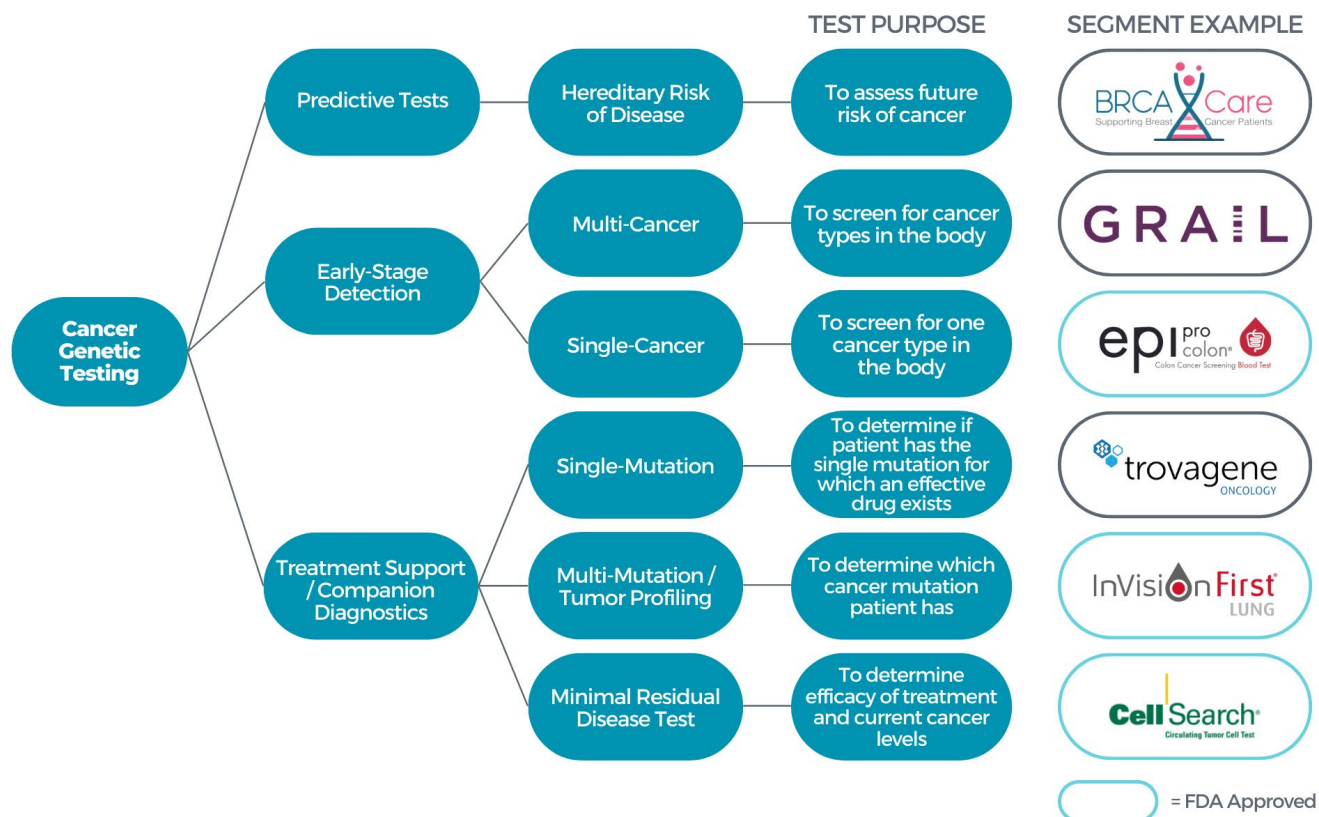 TEST PURPOSE
SEGMENT EXAMPLE
Predictive Tests
Hereditary Risk
of Disease
To assess future
risk of cancer
BRCA Care
Supporting Breast Cancer Patients
Early-Stage
Detection
Multi-Cancer
To screen for cancer
types in the body
GRAIL
Single-Cancer
To screen for one
cancer type in
the body
epi pro
colon®
Colon Cancer Screening Blood Test
Cancer
Genetic
Testing
Treatment Support
/ Companion
Diagnostics
Single-Mutation
To determine if
patient has the
single mutation for
which an effective
drug exists
trovagene
ONCOLOGY
Multi-Mutation /
Tumor Profiling
To determine which
cancer mutation
patient has
InVision First®
LUNG
Minimal Residual
Disease Test
To determine
efficacy of treatment
and current cancer
levels
CellSearch®
Circulating Tumor Cell Test
= FDA Approved